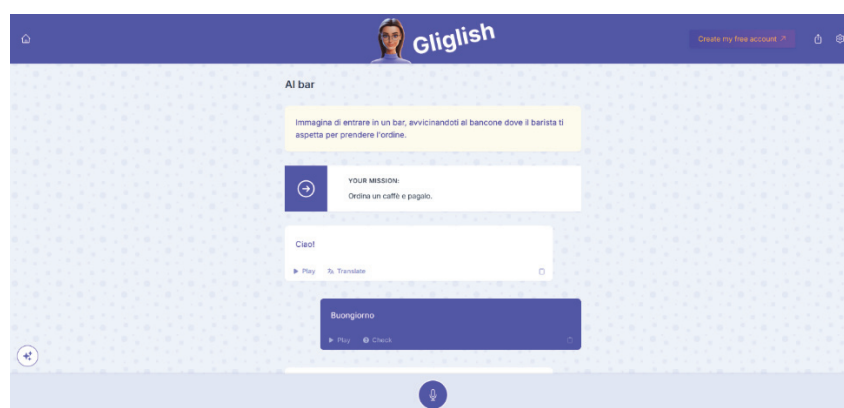 Gliglish
Create my free account ↗
Al bar
Immagina di entrare in un bar, avvicinandoti al bancone dove il barista ti
aspetta per prendere l'ordine.
YOUR MISSION:
Ordina un caffè e pagalo.
Ciao!
Play Translate
Buongiorno
Play Check